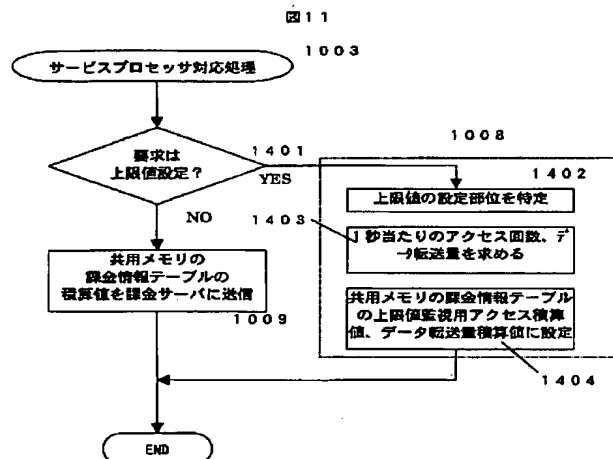 図11
1003
サービスプロセッサ対応処理
要求は
上限値設定？
1401
YES
NO
1008
1402
上限値の設定部位を特定
1403
1秒当たりのアクセス回数、デ
ータ転送量を求める
共用メモリの
課金情報テーブルの
積算値を課金サーバに送信
1009
共用メモリの課金情報テーブル
の上限値監視用アクセス積算
値、データ転送量積算値に設定
1404
END